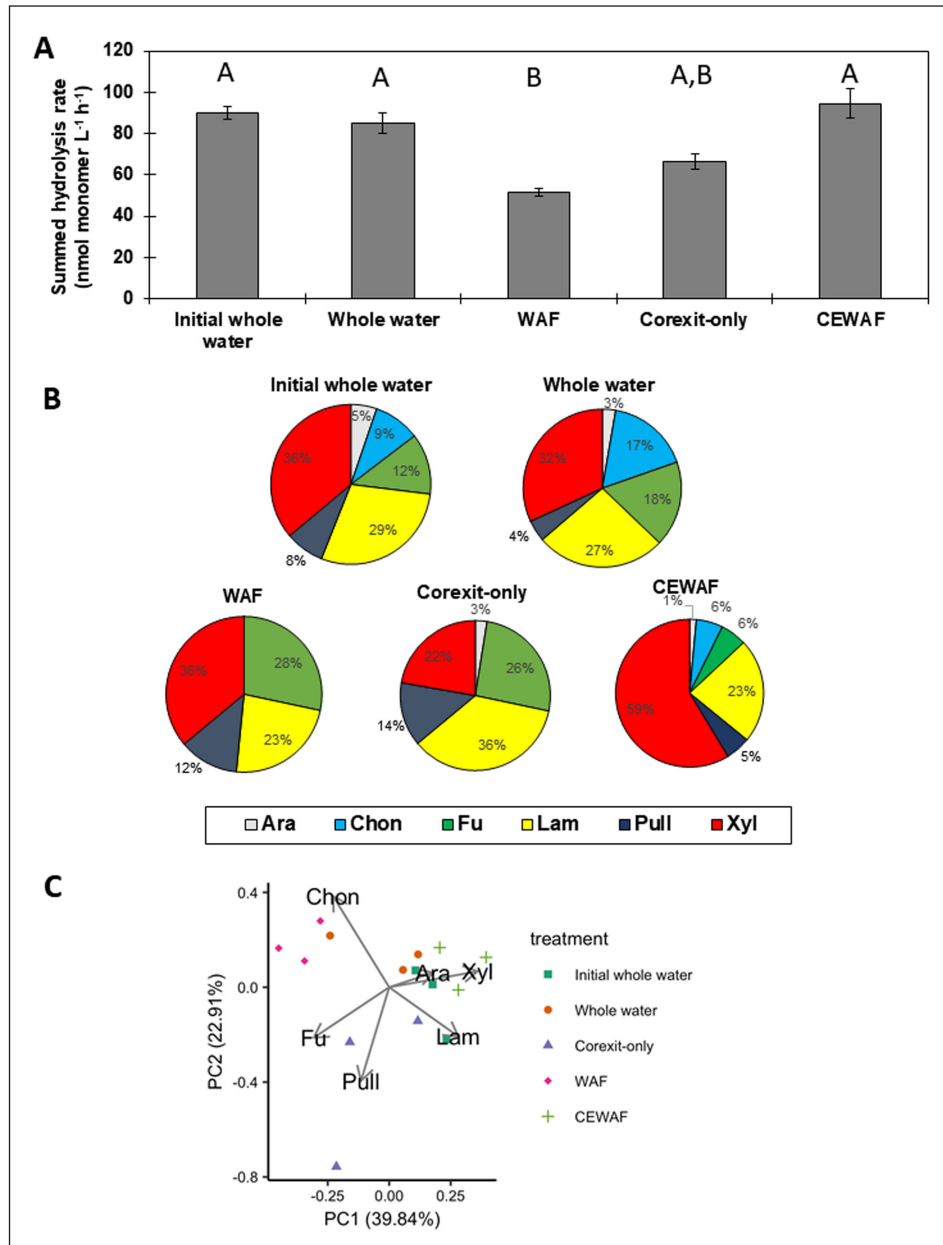 A
120
100
80
60
40
20
0
Summed hydrolysis rate
(nmol monomer L⁻¹ h⁻¹)
A
A
B
A,B
A
Initial whole
water
Whole water
WAF
Corexit-only
CEWAF
B
Initial whole water
5%
9%
12%
29%
8%
36%
Whole water
3%
17%
18%
27%
4%
32%
WAF
28%
23%
12%
36%
Corexit-only
3%
26%
36%
14%
22%
CEWAF
1%
6%
6%
23%
5%
59%
Ara Chon Fu Lam Pull Xyl
C
0.4
0.0
-0.4
-0.8
PC2 (22.91%)
Chon
Ara
Xyl
Lam
Fu
Pull
-0.25
0.00
0.25
PC1 (39.84%)
treatment
Initial whole water
Whole water
Corexit-only
WAF
CEWAF